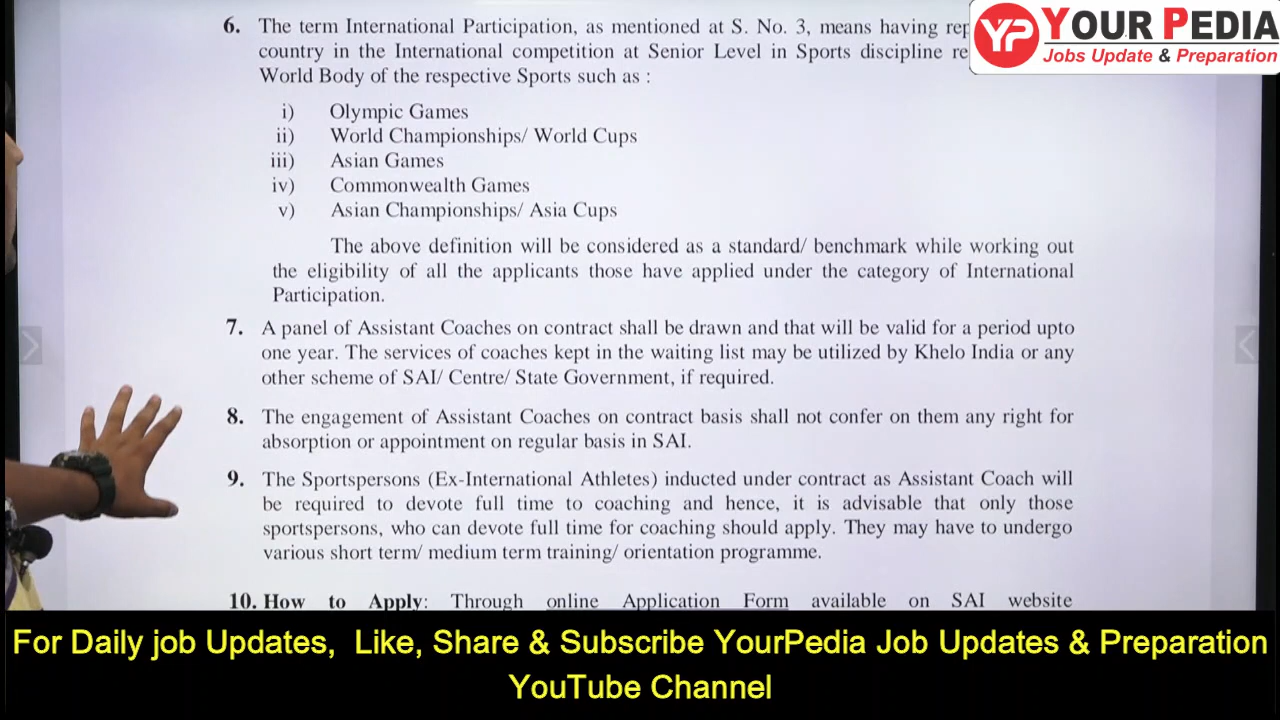 6. The term International Participation, as mentioned at S. No. 3, means having
country in the International competition at Senior Level in Sports discipline
World Body of the respective Sports such as :
i) Olympic Games
ii) World Championships/ World Cups
iii) Asian Games
iv) Commonwealth Games
v) Asian Championships/ Asia Cups
The above definition will be considered as a standard/ benchmark while working out
the eligibility of all the applicants those have applied under the category of International
Participation.
7. A panel of Assistant Coaches on contract shall be drawn and that will be valid for a period upto
one year. The services of coaches kept in the waiting list may be utilized by Khelo India or any
other scheme of SAI/ Centre/ State Government, if required.
8. The engagement of Assistant Coaches on contract basis shall not confer on them any right for
absorption or appointment on regular basis in SAI.
9. The Sportspersons (Ex-International Athletes) inducted under contract as Assistant Coach will
be required to devote full time to coaching and hence, it is advisable that only those
sportspersons, who can devote full time for coaching should apply. They may have to undergo
various short term/ medium term training/ orientation programme.
10. How to Apply: Through online Application Form available on SAI website
YP YOUR PEDIA
Jobs Update & Preparation
For Daily job Updates, Like, Share & Subscribe YourPedia Job Updates & Preparation
YouTube Channel